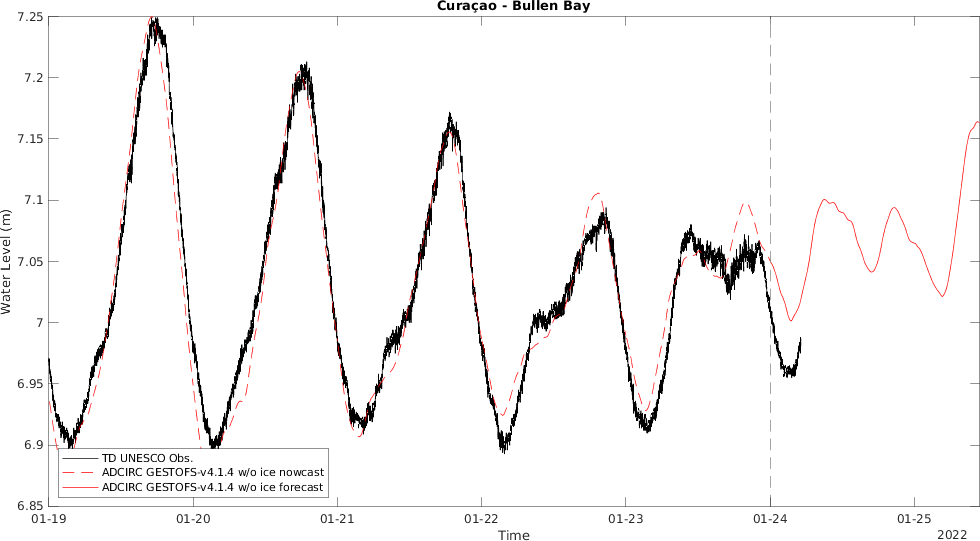 Curaçao - Bullen Bay
7.25
7.2
7.15
7.1
7.05
7
6.95
6.9
6.85
Water Level (m)
TD UNESCO Obs.
ADCIRC GESTOFS-v4.1.4 w/o ice nowcast
ADCIRC GESTOFS-v4.1.4 w/o ice forecast
01-19 01-20 01-21 01-22 01-23 01-24 01-25
Time
2022